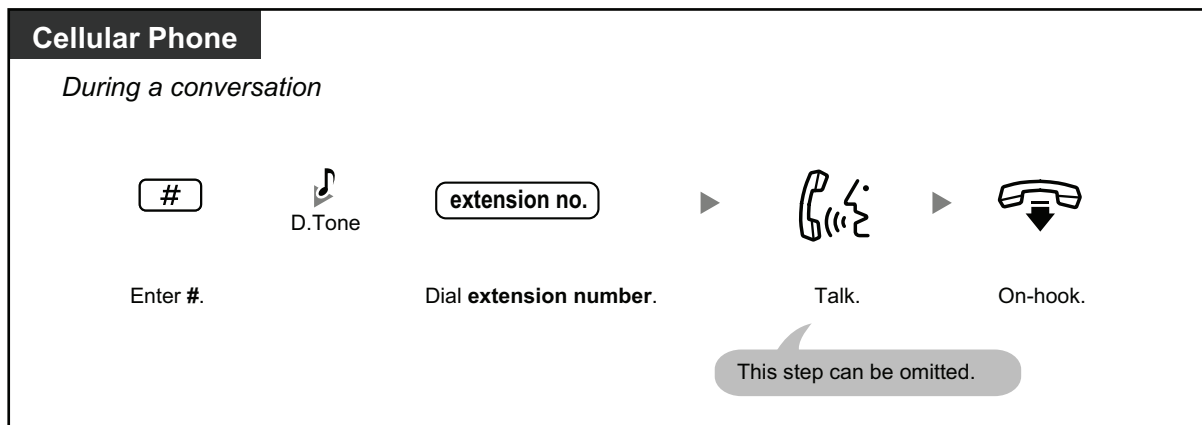 Cellular Phone
During a conversation
#
D.Tone
extension no.
Enter #.
Dial extension number.
Talk.
On-hook.
This step can be omitted.